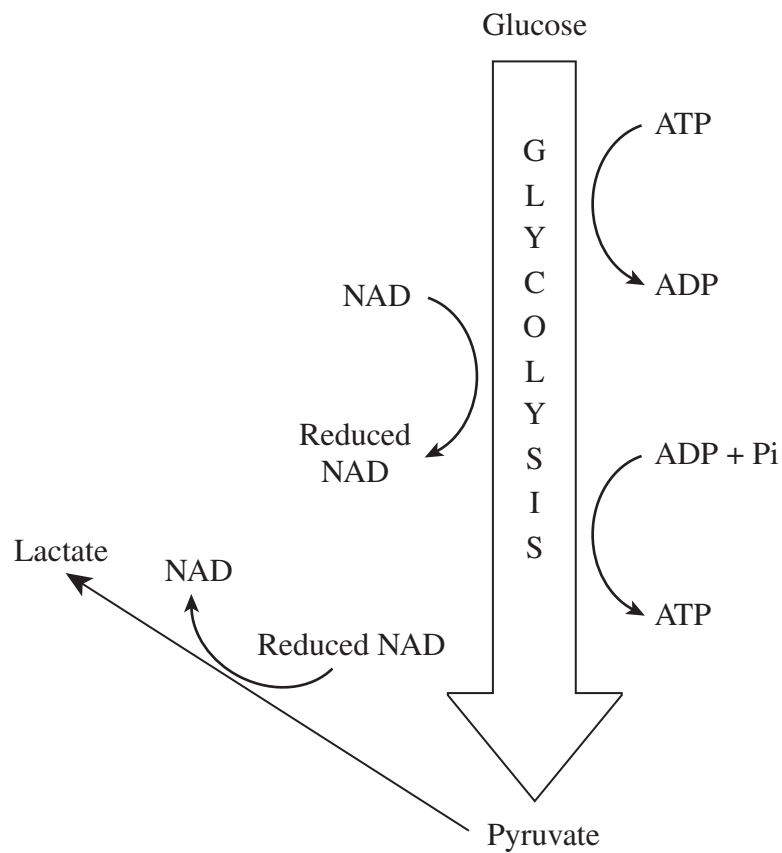 Glucose
ATP
G
L
Y
C
O
L
Y
S
I
S
ADP
NAD
Reduced
NAD
ADP + Pi
ATP
Lactate
NAD
Reduced NAD
Pyruvate